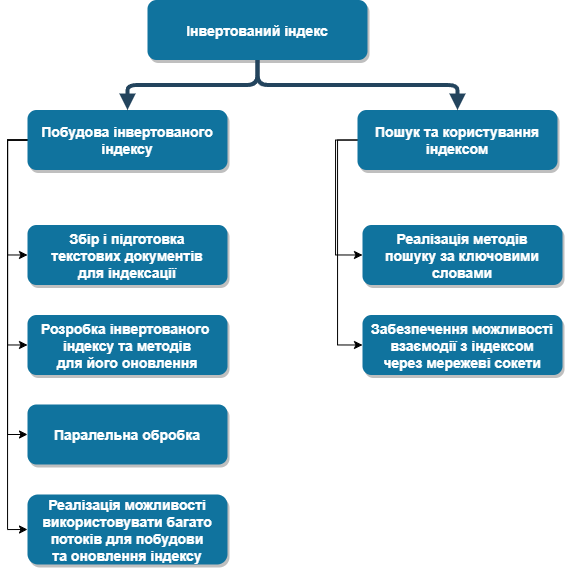 Інвертований індекс
Побудова інвертованого
індексу
Пошук та користування
індексом
Збір і підготовка
текстових документів
для індексації
Реалізація методів
пошуку за ключовими
словами
Розробка інвертованого
індексу та методів
для його оновлення
Забезпечення можливості
взаємодії з індексом
через мережеві сокети
Паралельна обробка
Реалізація можливості
використовувати багато
потоків для побудови
та оновлення індексу